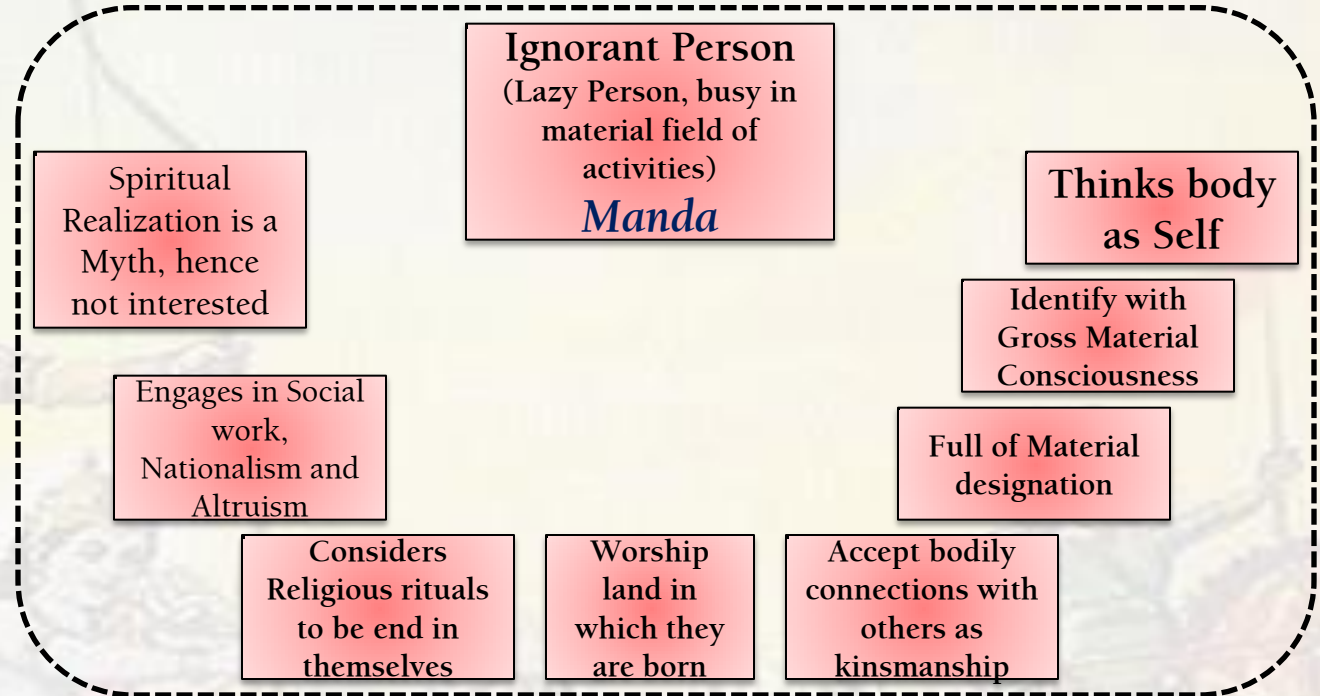 Ignorant Person
(Lazy Person, busy in
material field of
activities)
Manda
Thinks body
as Self
Identify with
Gross Material
Consciousness
Full of Material
designation
Accept bodily
connections with
others as
kinsmanship
Worship
land in
which they
are born
Considers
Religious rituals
to be end in
themselves
Engages in Social
work,
Nationalism and
Altruism
Spiritual
Realization is a
Myth, hence
not interested